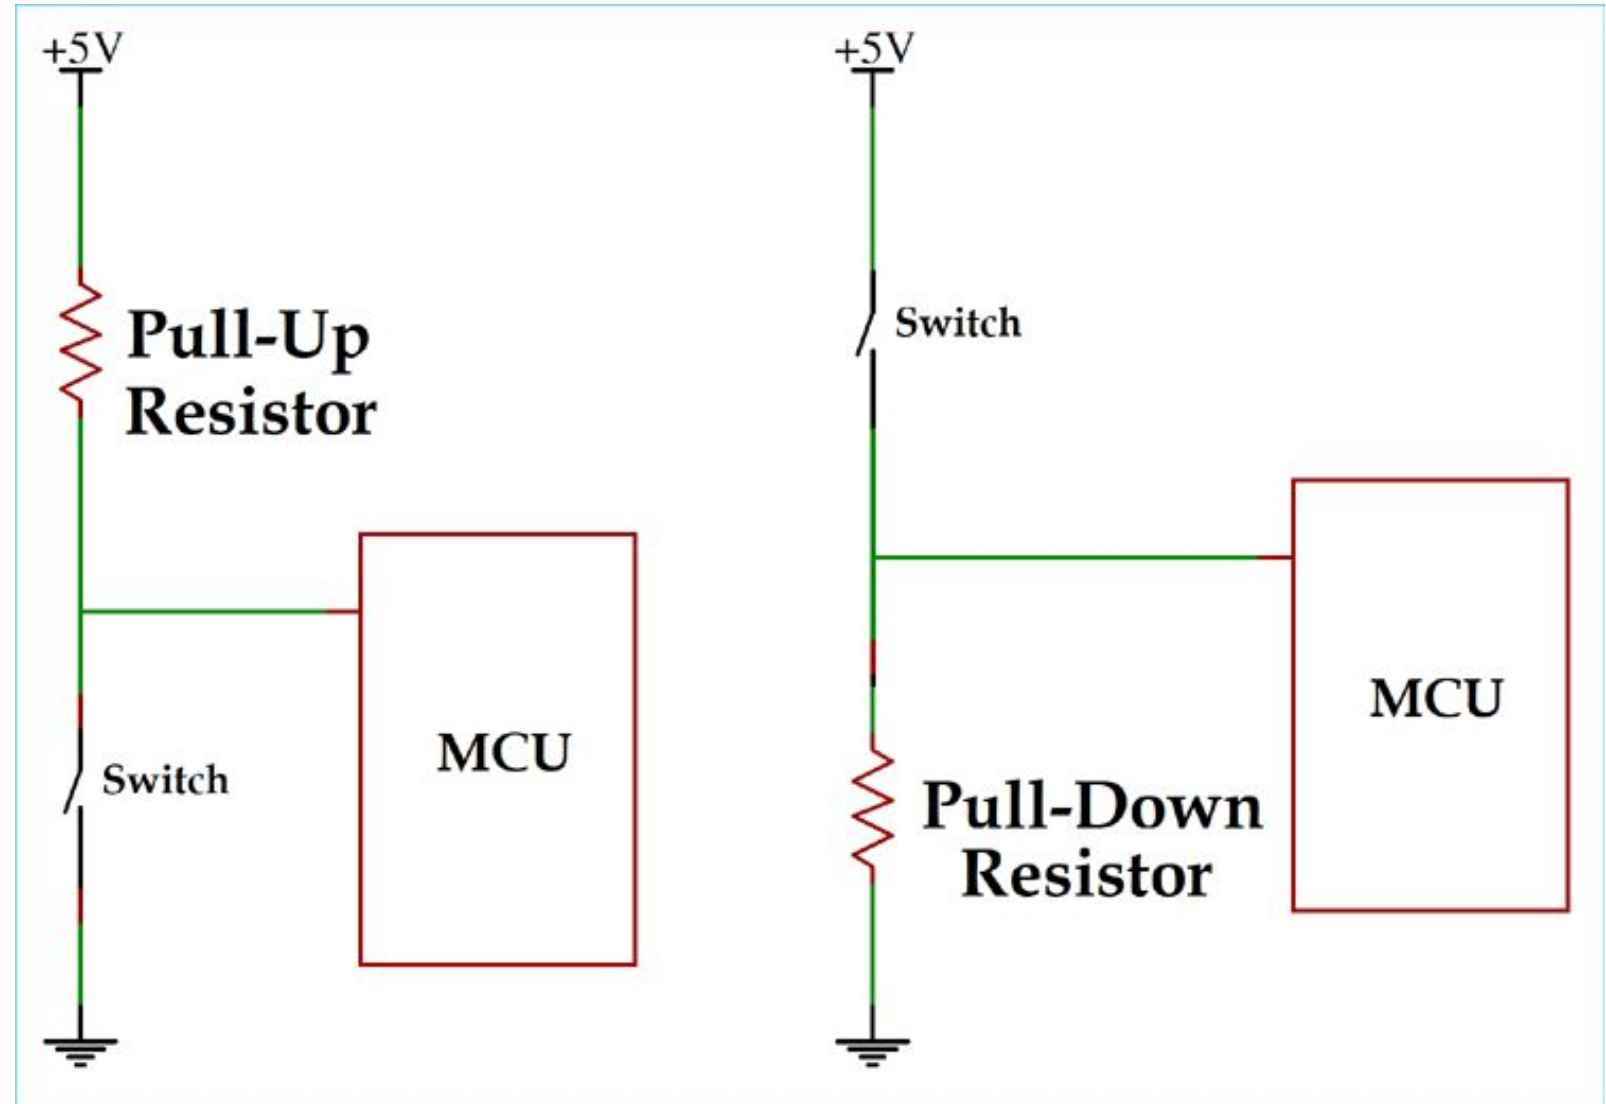 +5V
Pull-Up
Resistor
MCU
Switch
+5V
Switch
MCU
Pull-Down
Resistor